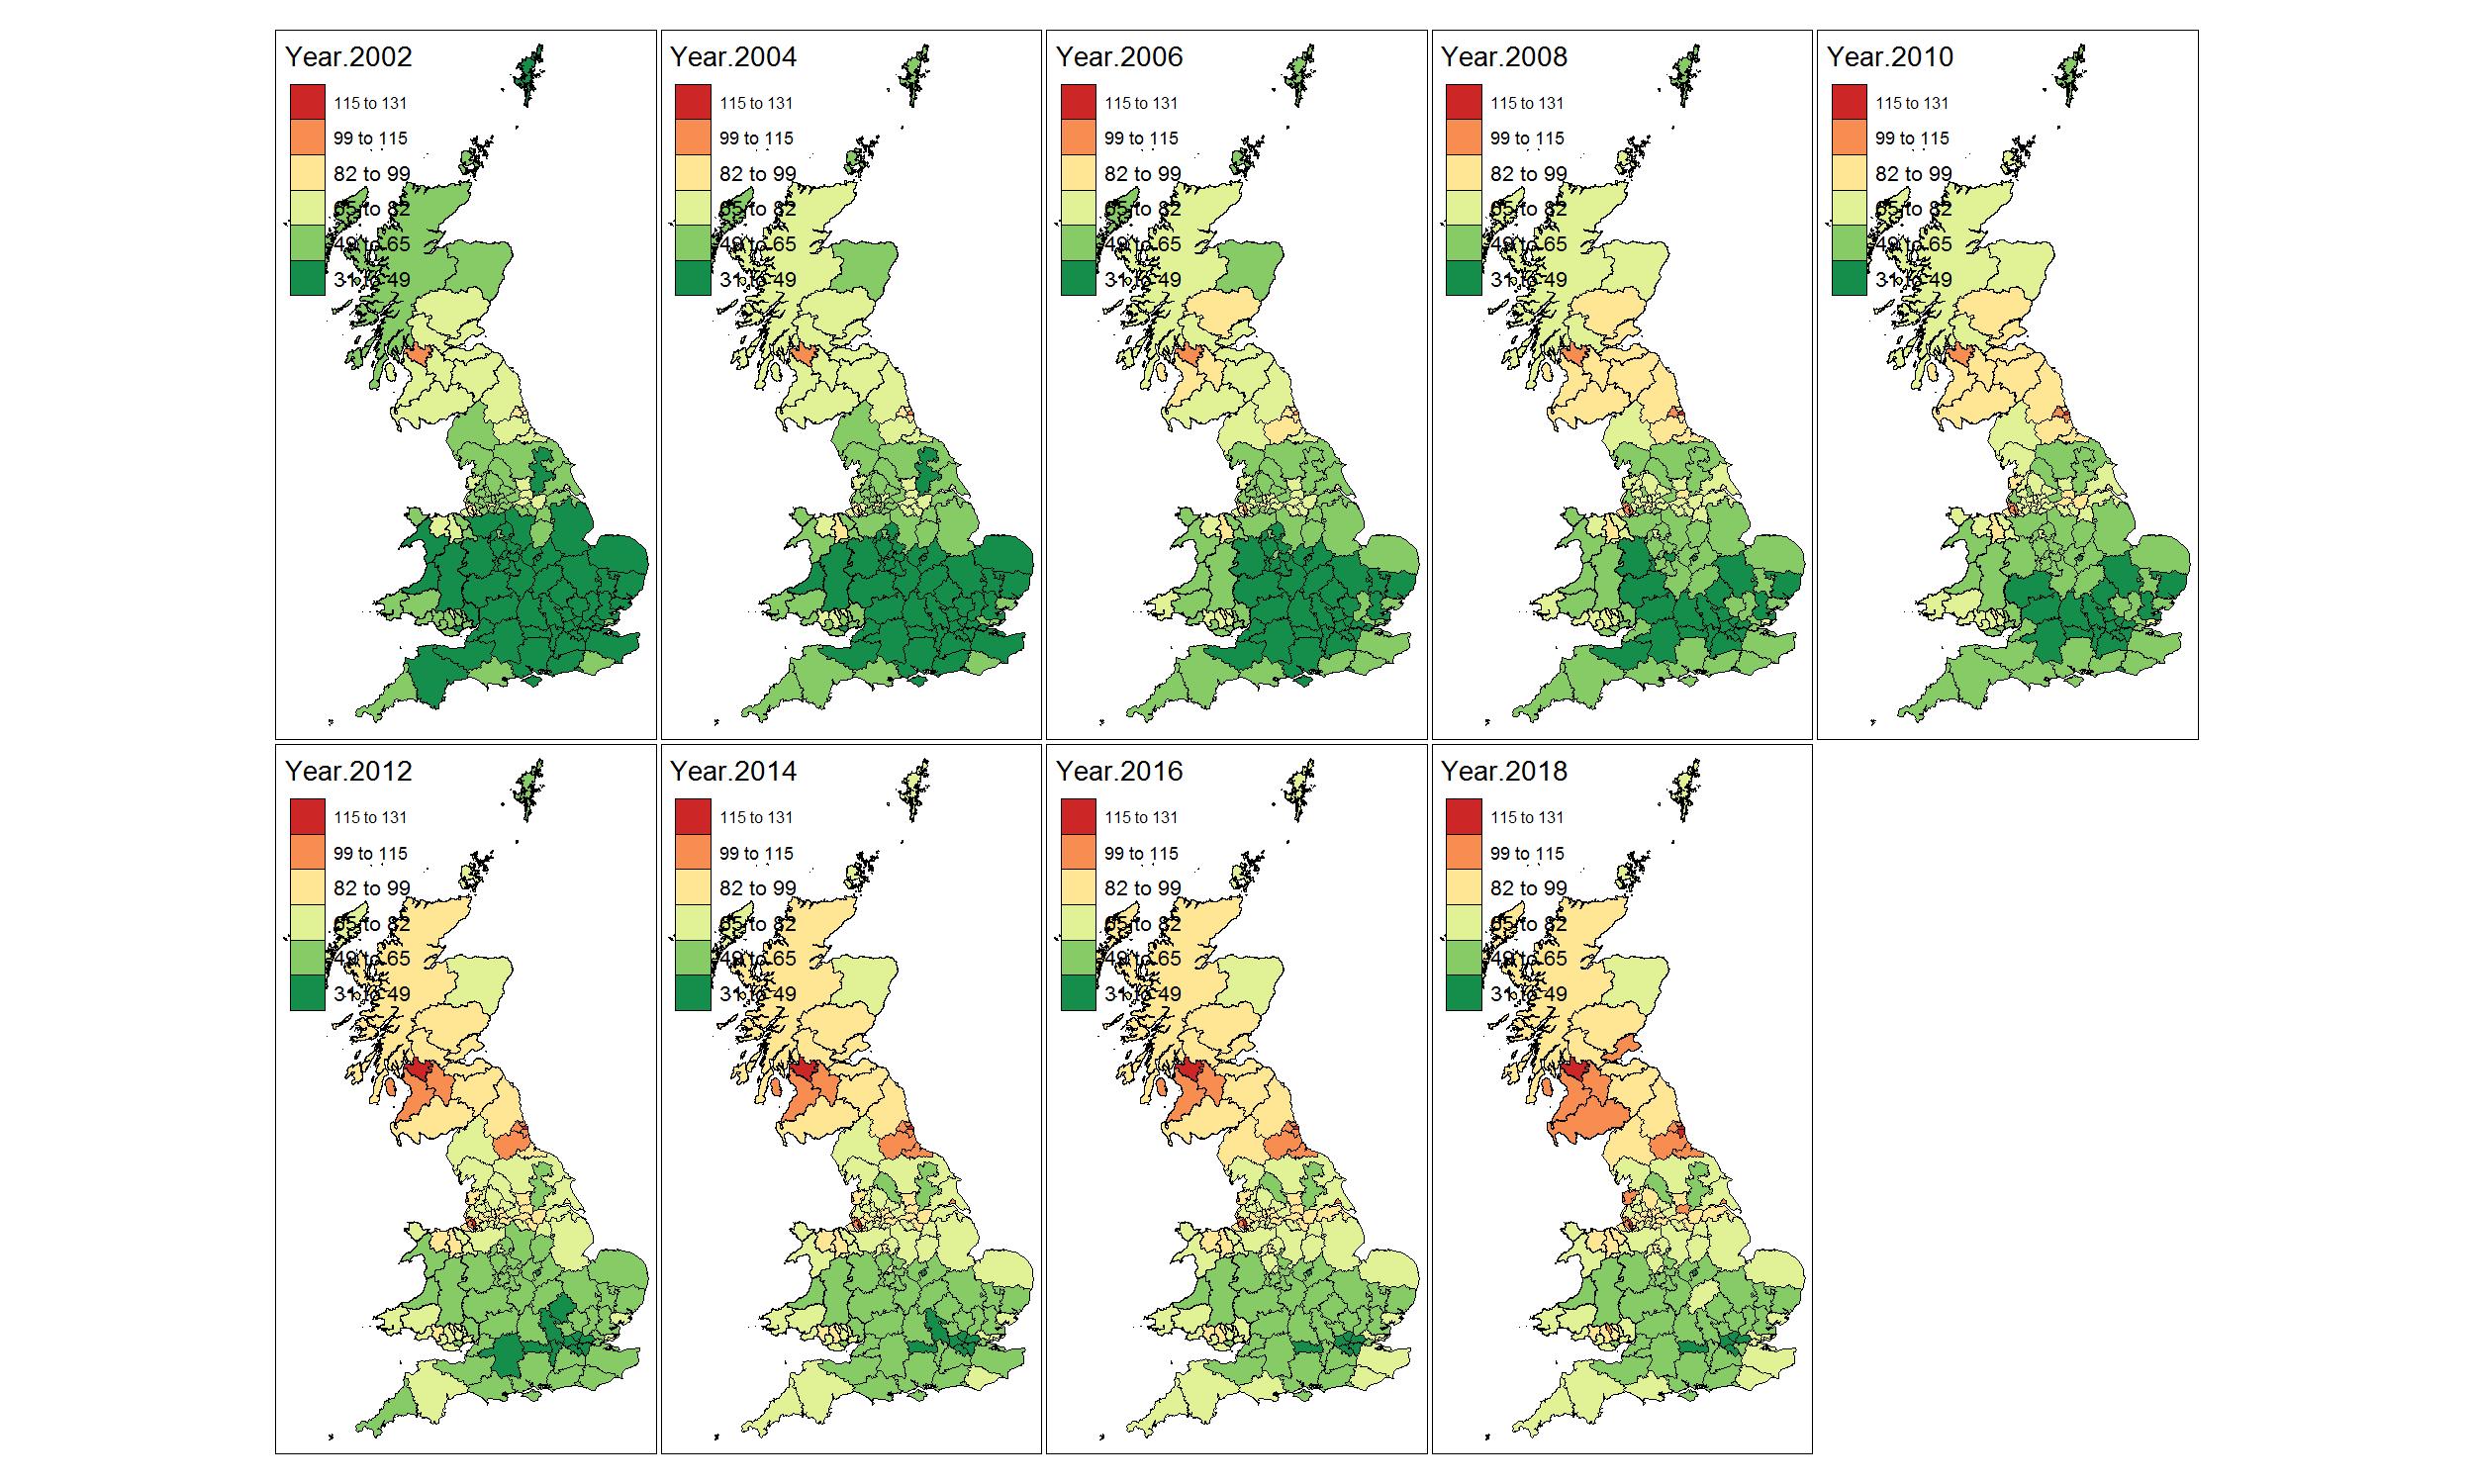 Year.2002
115 to 131
99 to 115
82 to 99
65 to 82
49 to 65
31 to 49
Year.2004
115 to 131
99 to 115
82 to 99
65 to 82
49 to 65
31 to 49
Year.2006
115 to 131
99 to 115
82 to 99
65 to 82
49 to 65
31 to 49
Year.2008
115 to 131
99 to 115
82 to 99
65 to 82
49 to 65
31 to 49
Year.2010
115 to 131
99 to 115
82 to 99
65 to 82
49 to 65
31 to 49
Year.2012
115 to 131
99 to 115
82 to 99
65 to 82
49 to 65
31 to 49
Year.2014
115 to 131
99 to 115
82 to 99
65 to 82
49 to 65
31 to 49
Year.2016
115 to 131
99 to 115
82 to 99
65 to 82
49 to 65
31 to 49
Year.2018
115 to 131
99 to 115
82 to 99
65 to 82
49 to 65
31 to 49